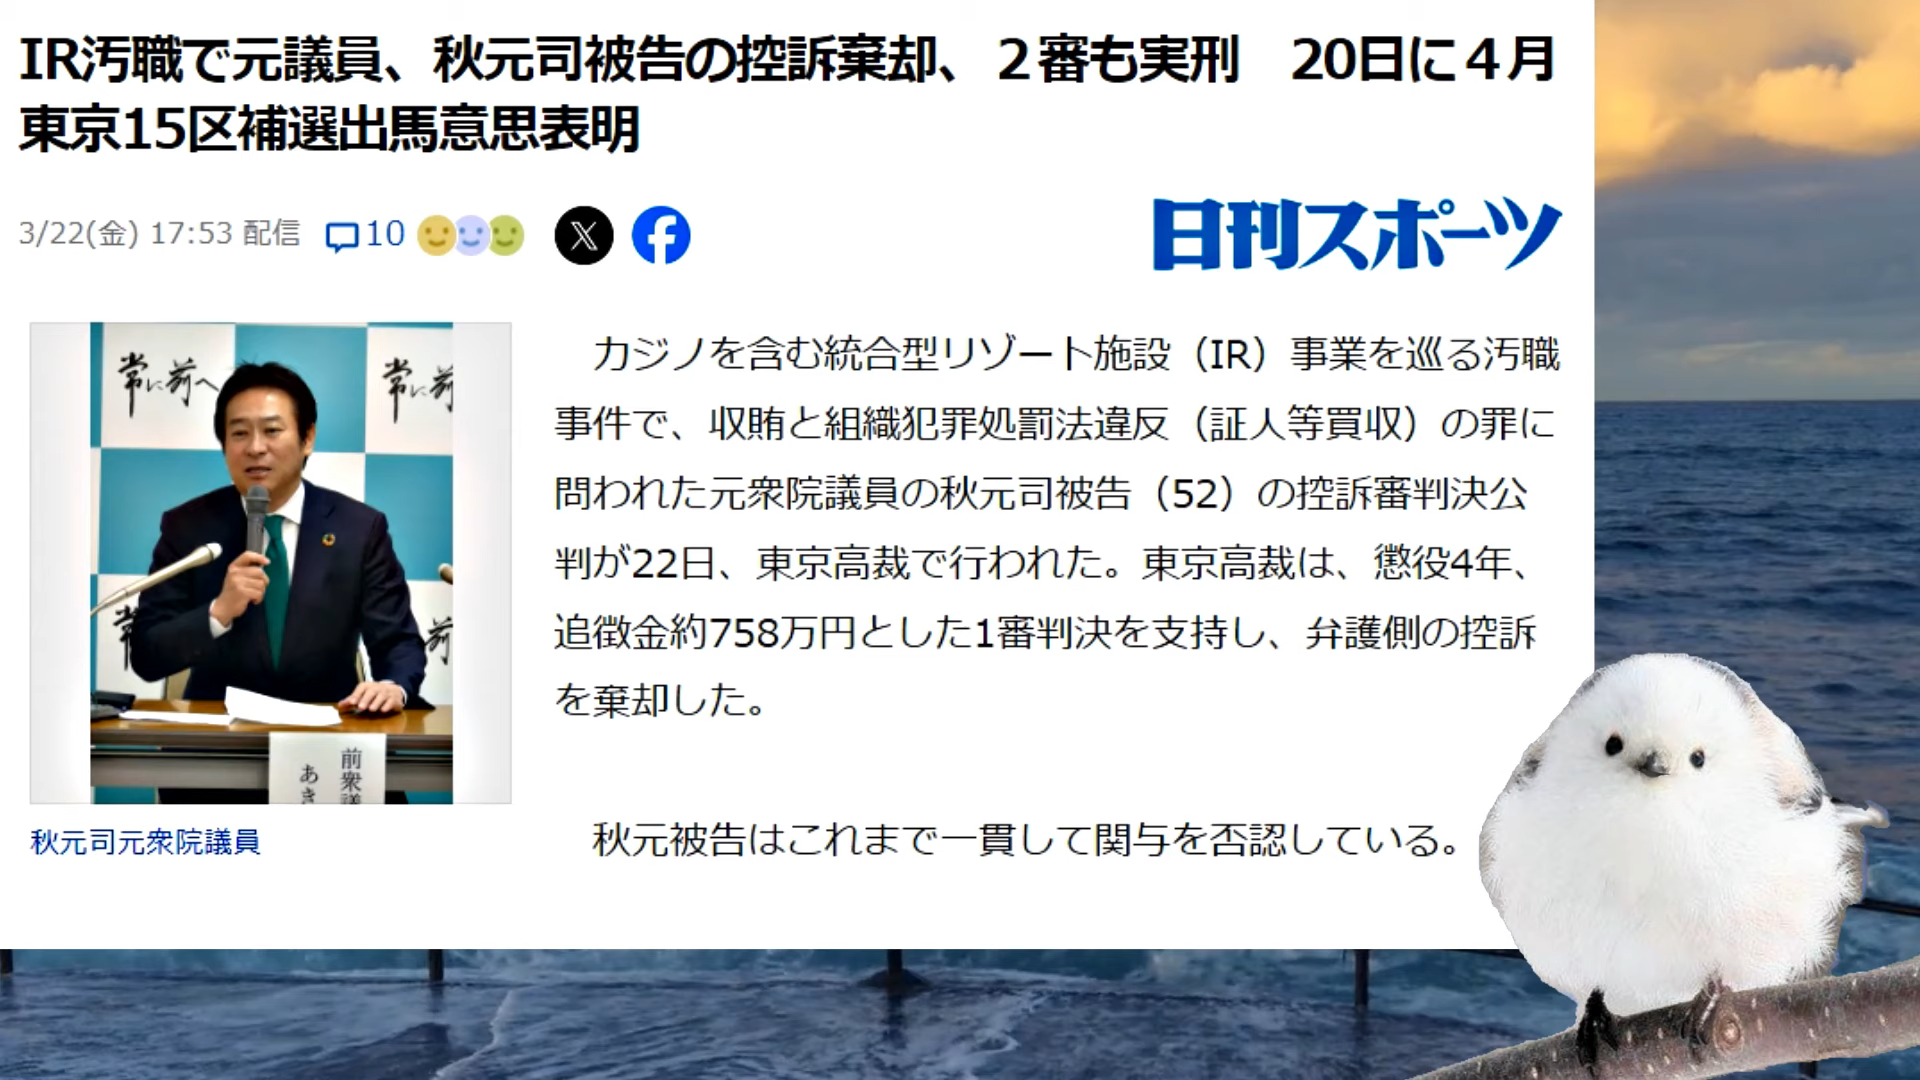 IR汚職で元議員、秋元司被告の控訴棄却、２審も実刑　20日に４月
東京15区補選出馬意思表明
3/22(金) 17:53 配信
10
日刊スポーツ
常に前へ
常に前
常
前
前衆議
あき
秋元司元衆院議員
カジノを含む統合型リゾート施設（IR）事業を巡る汚職
事件で、収賄と組織犯罪処罰法違反（証人等買収）の罪に
問われた元衆院議員の秋元司被告（52）の控訴審判決公
判が22日、東京高裁で行われた。東京高裁は、懲役4年、
追徴金約758万円とした1審判決を支持し、弁護側の控訴
を棄却した。
秋元被告はこれまで一貫して関与を否認している。